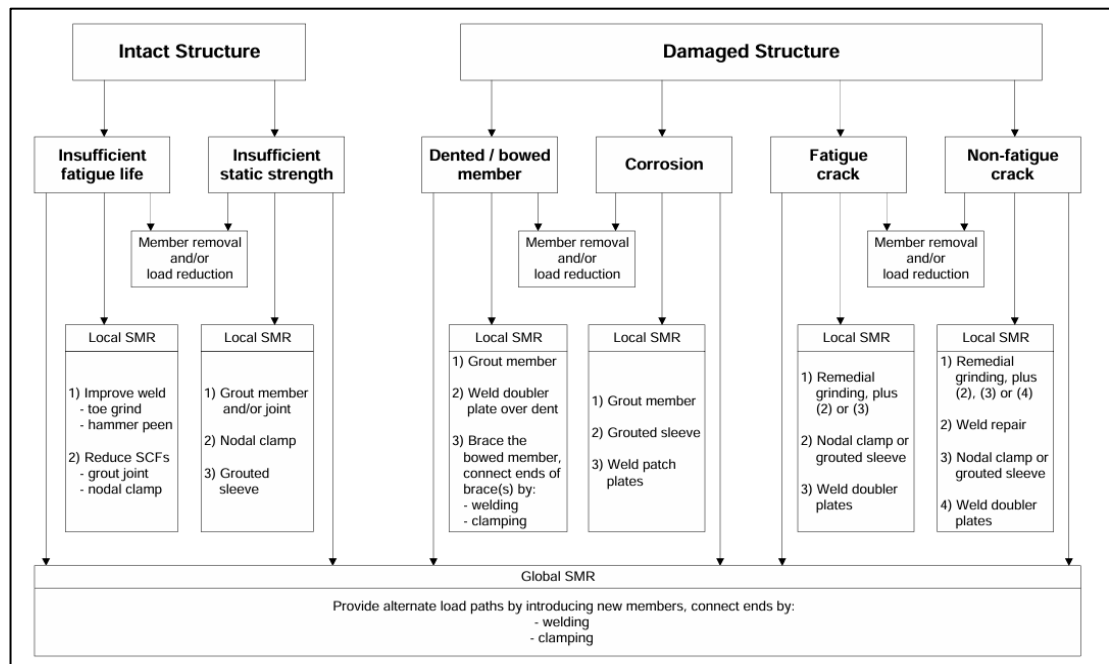 Intact Structure
Damaged Structure
Insufficient
fatigue life
Insufficient
static strength
Dented / bowed
member
Corrosion
Fatigue
crack
Non-fatigue
crack
Member removal
and/or
load reduction
Member removal
and/or
load reduction
Member removal
and/or
load reduction
Local SMR
1) Improve weld
- toe grind
- hammer peen
2) Reduce SCFs
- grout joint
- nodal clamp
Local SMR
1) Grout member
and/or joint
2) Nodal clamp
3) Grouted
sleeve
Local SMR
1) Grout member
2) Weld doubler
plate over dent
3) Brace the
bowed member,
connect ends of
brace(s) by:
- welding
- clamping
Local SMR
1) Grout member
2) Grouted sleeve
3) Weld patch
plates
Local SMR
1) Remedial
grinding, plus
(2) or (3)
2) Nodal clamp or
grouted sleeve
3) Weld doubler
plates
Local SMR
1) Remedial
grinding, plus
(2), (3) or (4)
2) Weld repair
3) Nodal clamp or
grouted sleeve
4) Weld doubler
plates
Global SMR
Provide alternate load paths by introducing new members, connect ends by:
- welding
- clamping